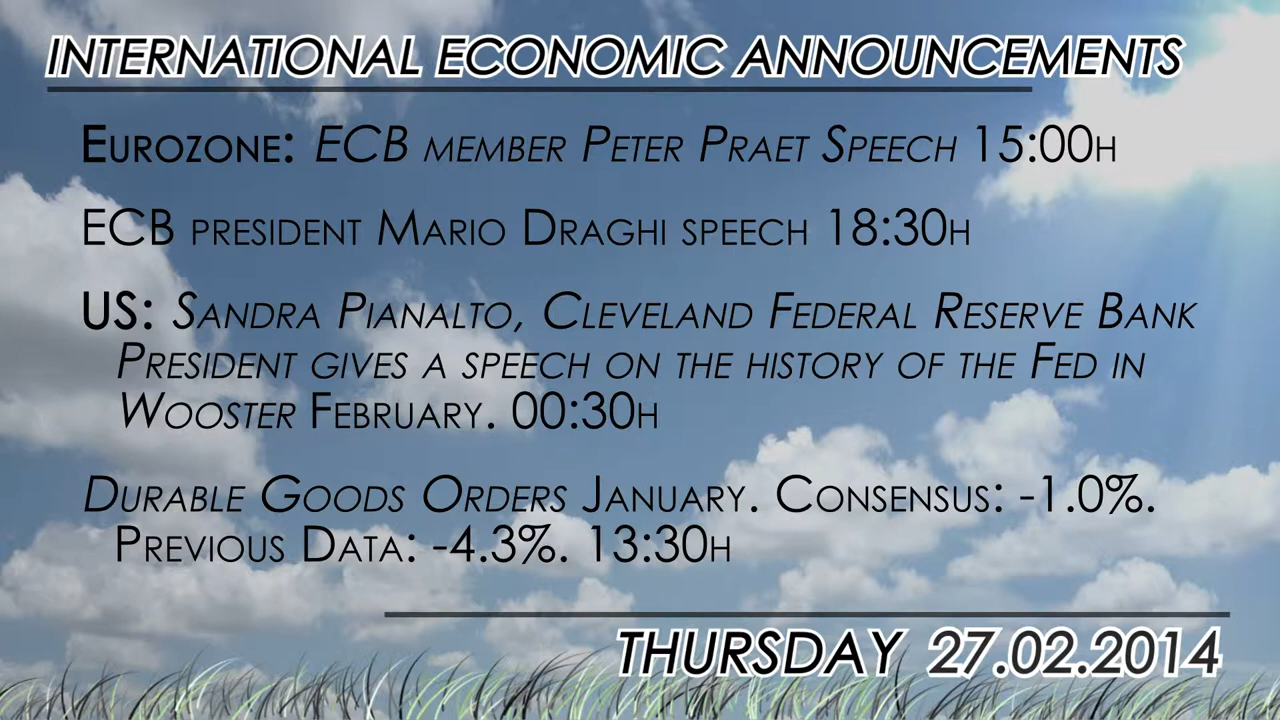 INTERNATIONAL ECONOMIC ANNOUNCEMENTS
Eurozone: ECB member Peter Praet Speech 15:00h
ECB president Mario Draghi speech 18:30h
US: Sandra Pianalto, Cleveland Federal Reserve Bank
President gives a speech on the history of the Fed in
Wooster February. 00:30h
Durable Goods Orders January. Consensus: -1.0%.
Previous Data: -4.3%. 13:30h
THURSDAY 27.02.2014